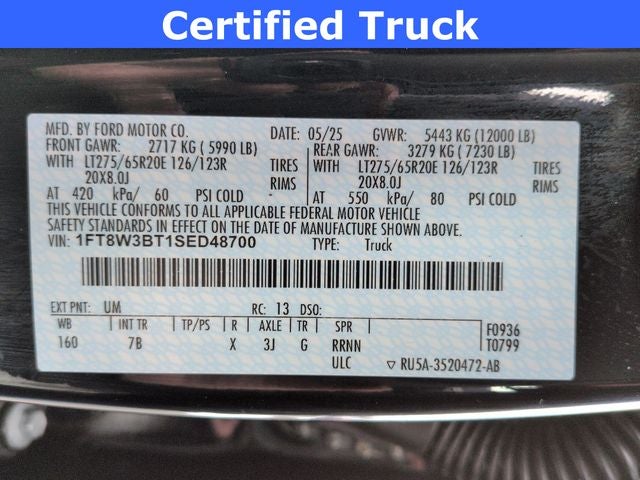 Certified Truck
MFD. BY FORD MOTOR CO. DATE: 05/25 GVWR: 5443 KG (12000 LB)
FRONT GAWR: 2717 KG ( 5990 LB) REAR GAWR: 3279 KG ( 7230 LB)
WITH LT275/65R20E 126/123R TIRES WITH LT275/65R20E 126/123R TIRES
20X8.0J RIMS 20X8.0J RIMS
AT 420 kPa/ 60 PSI COLD AT 550 kPa/ 80 PSI COLD
THIS VEHICLE CONFORMS TO ALL APPLICABLE FEDERAL MOTOR VEHICLE
SAFETY STANDARDS IN EFFECT ON THE DATE OF MANUFACTURE SHOWN ABOVE.
VIN: 1FT8W3BT1SED48700 TYPE: Truck
EXT PNT: UM RC: 13 DSO:
WB INT TR TP/PS R AXLE TR SPR F0936
160 7B X 3J G RRNN T0799
ULC ▽ RU5A-3520472-AB